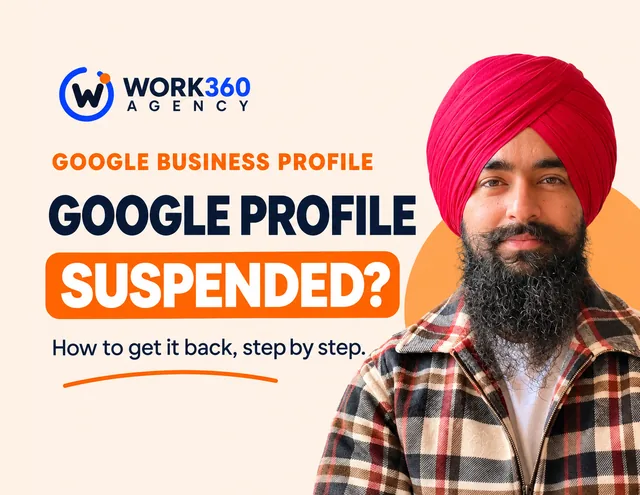 W
WORK360
AGENCY
GOOGLE BUSINESS PROFILE
GOOGLE PROFILE
SUSPENDED?
How to get it back, step by step.